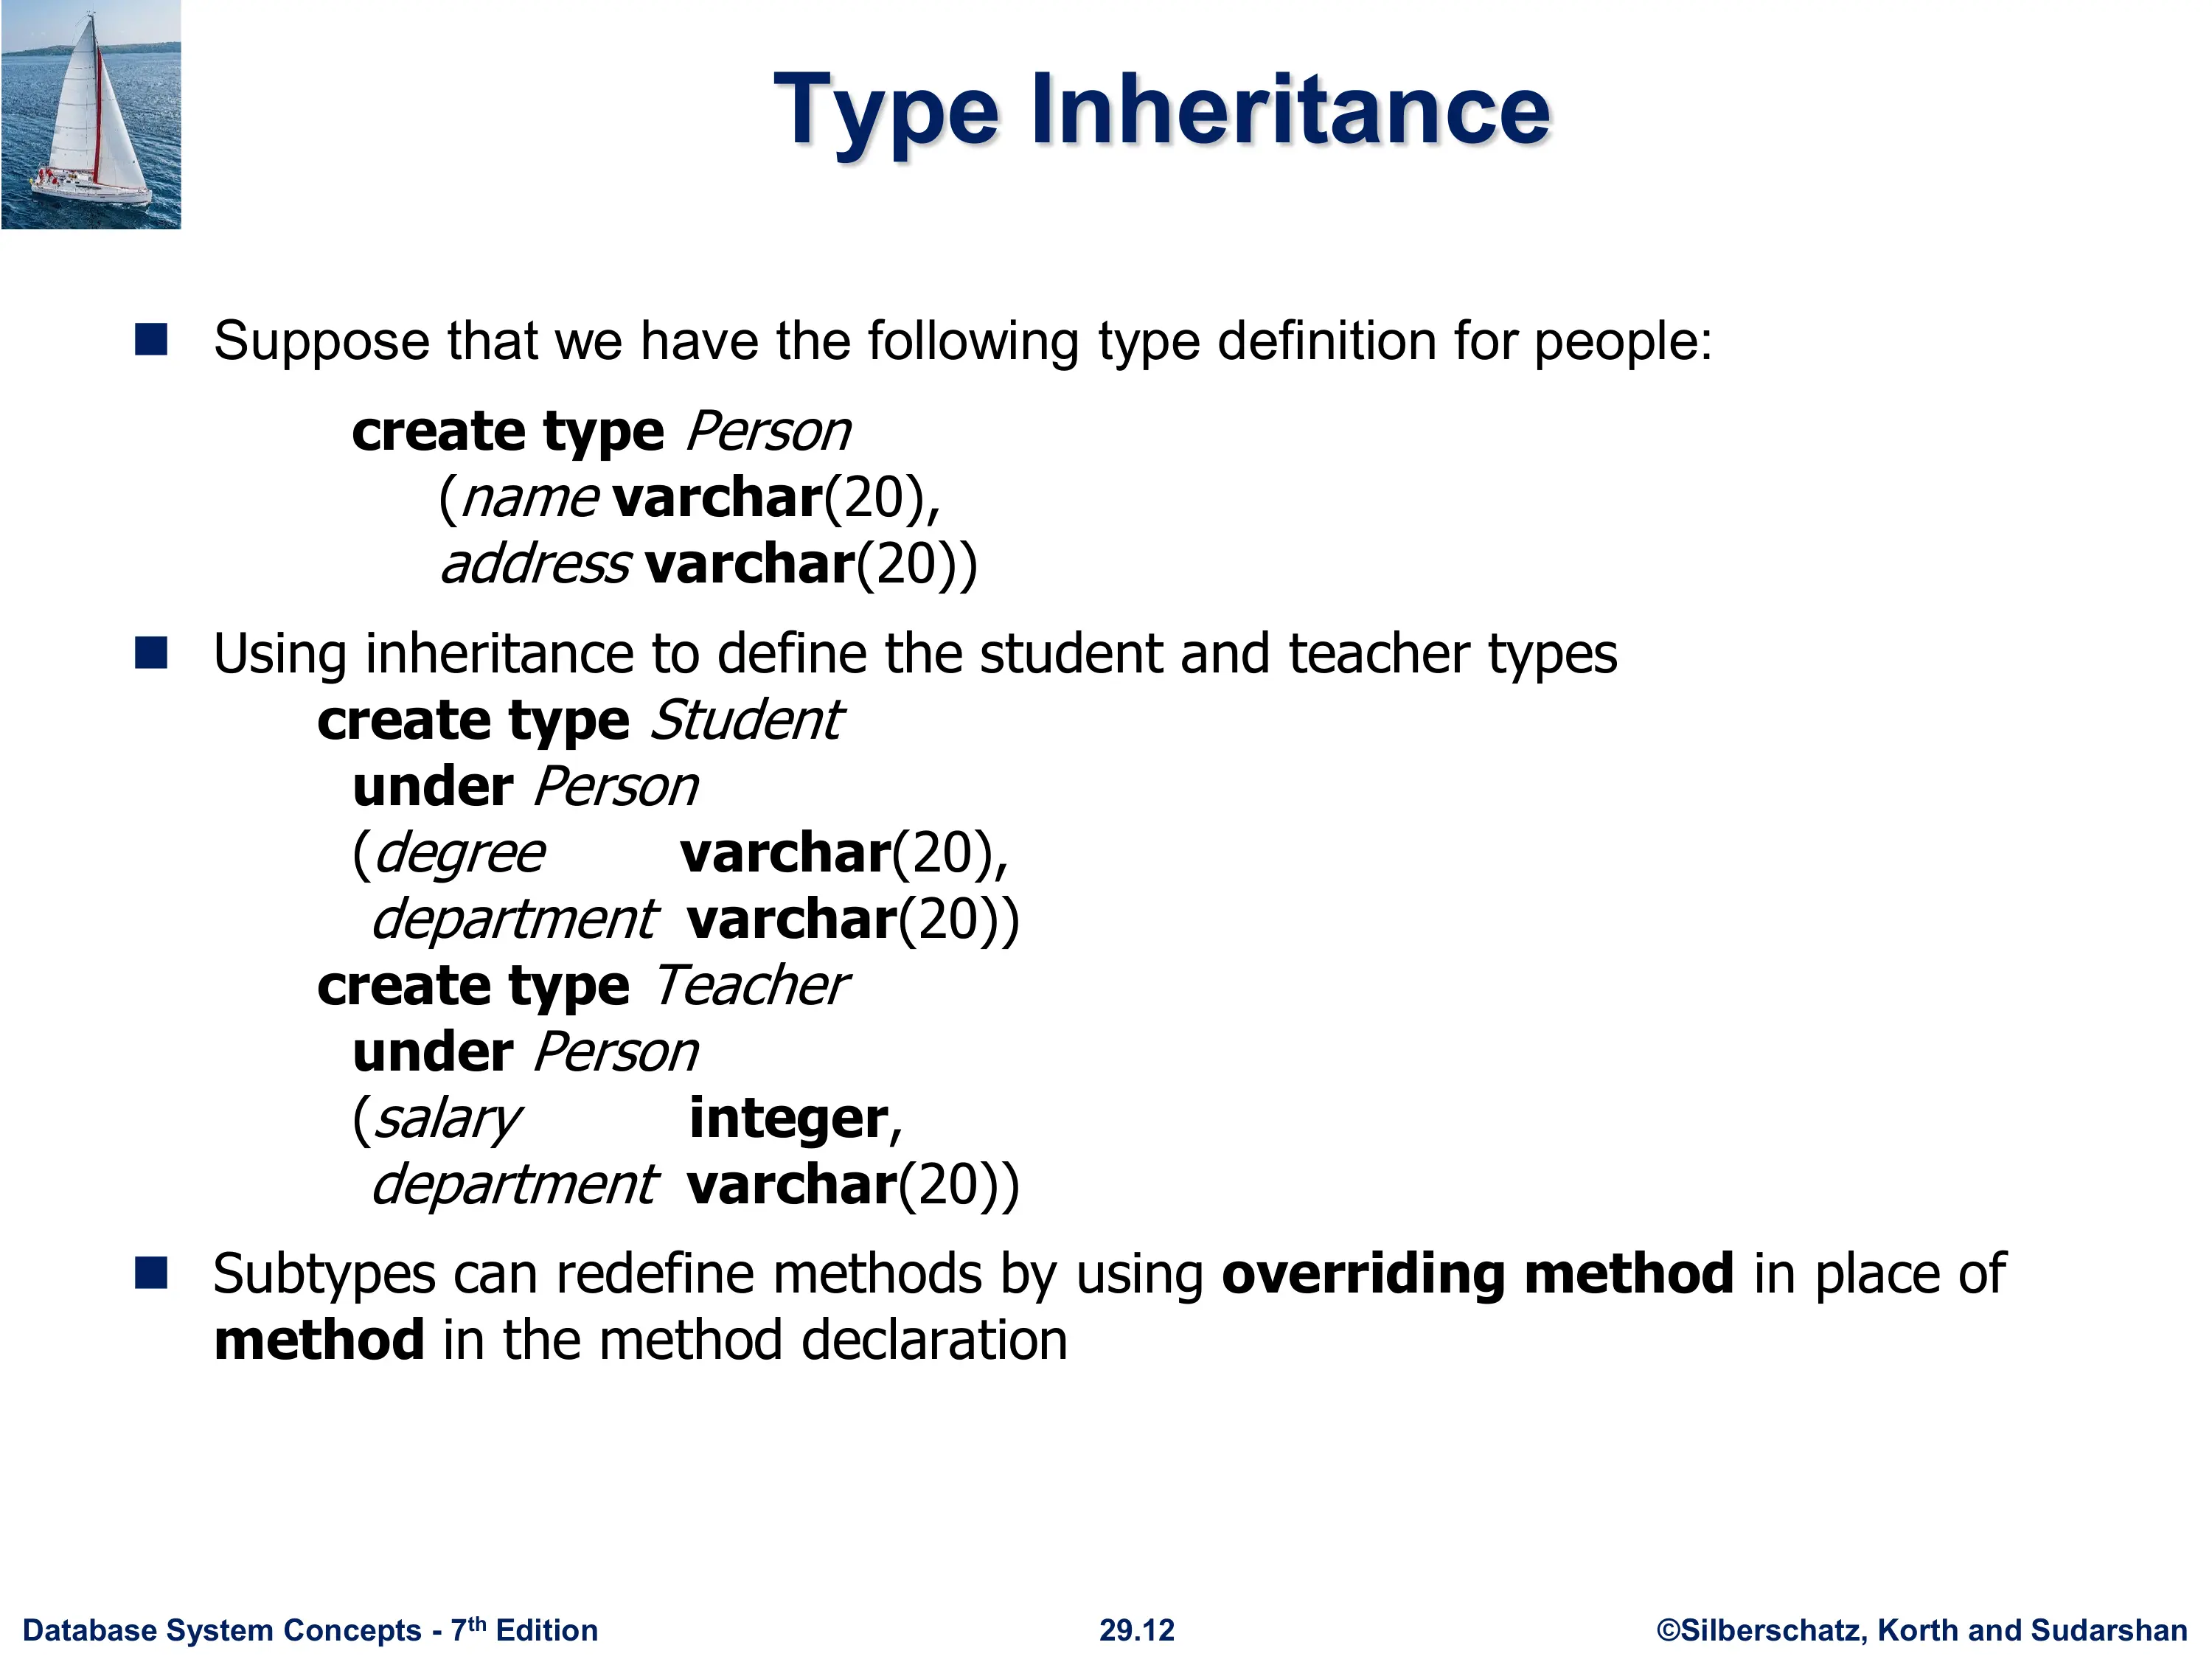 Type Inheritance
■ Suppose that we have the following type definition for people:
create type Person
(name varchar(20),
address varchar(20))
■ Using inheritance to define the student and teacher types
create type Student
under Person
(degree varchar(20),
department varchar(20))
create type Teacher
under Person
(salary integer,
department varchar(20))
■ Subtypes can redefine methods by using overriding method in place of
method in the method declaration
Database System Concepts - 7th Edition 29.12 ©Silberschatz, Korth and Sudarshan